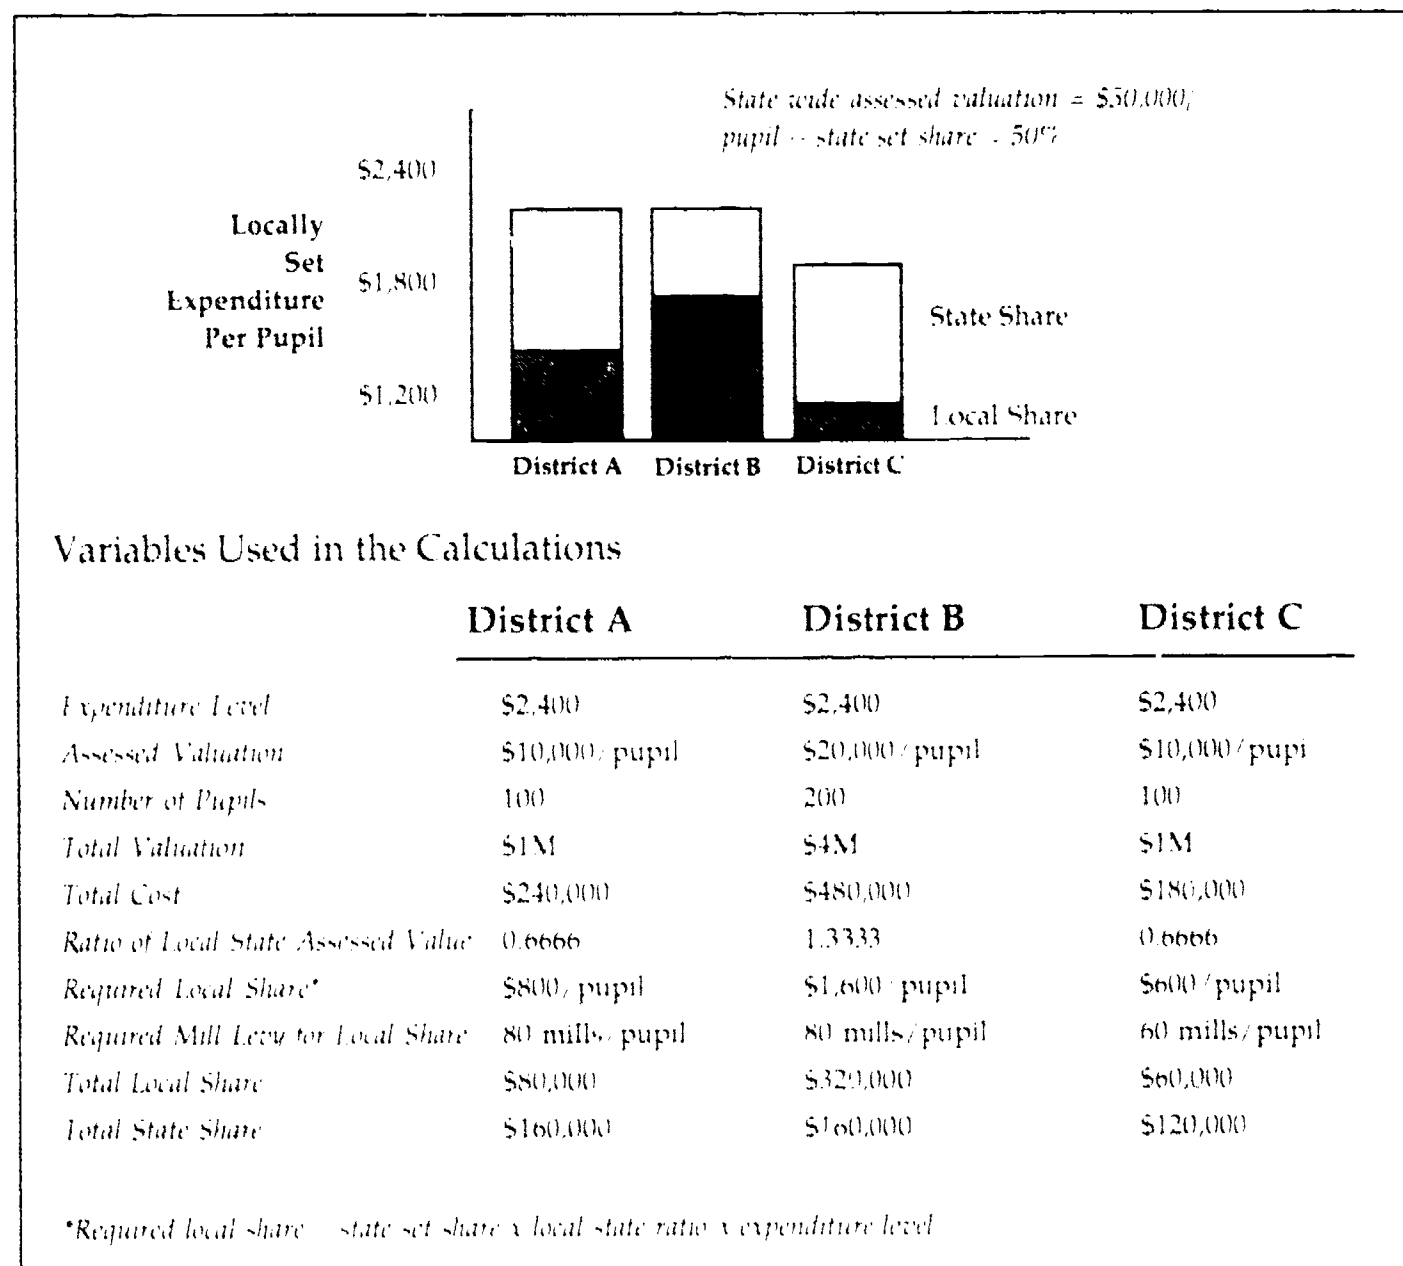 State wide assessed valuation = $50,000/
pupil -- state set share - 50%
$2,400
Locally
Set
Expenditure
Per Pupil
$1,800
$1,200
State Share
Local Share
District A District B District C
Variables Used in the Calculations
District A District B District C
Expenditure Level $2,400 $2,400 $2,400
Assessed Valuation $10,000/pupil $20,000/pupil $10,000/pupi
Number of Pupils 100 200 100
Total Valuation $1M $4M $1M
Total Cost $240,000 $480,000 $180,000
Ratio of Local State Assessed Value 0.6666 1.3333 0.6666
Required Local Share* $800/pupil $1,600/pupil $600/pupil
Required Mill Levy for Local Share 80 mills/pupil 80 mills/pupil 60 mills/pupil
Total Local Share $80,000 $320,000 $60,000
Total State Share $160,000 $160,000 $120,000
*Required local share state set share x local state ratio x expenditure level